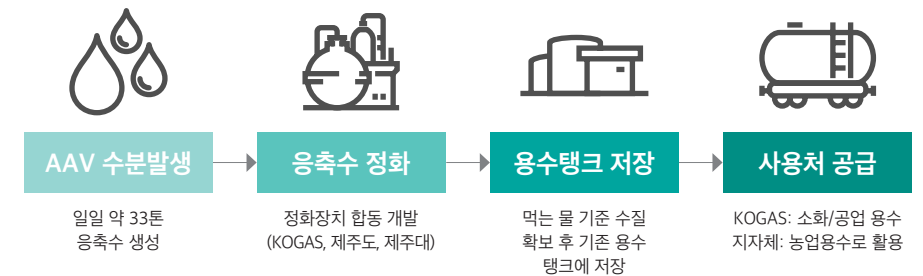 AAV 수분발생
일일 약 33톤
응축수 생성
응축수 정화
정화장치 합동 개발
(KOGAS, 제주도, 제주대)
용수탱크 저장
먹는 물 기준 수질
확보 후 기존 용수
탱크에 저장
사용처 공급
KOGAS: 소화/공업 용수
지자체: 농업용수로 활용